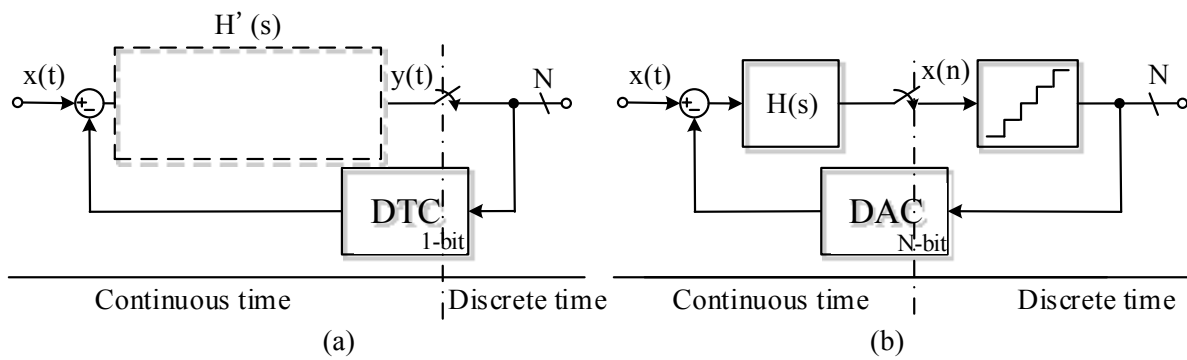 H’ (s)
x(t)
y(t)
N
DTC
1-bit
Continuous time
Discrete time
(a)
x(t)
H(s)
x(n)
N
DAC
N-bit
Continuous time
Discrete time
(b)